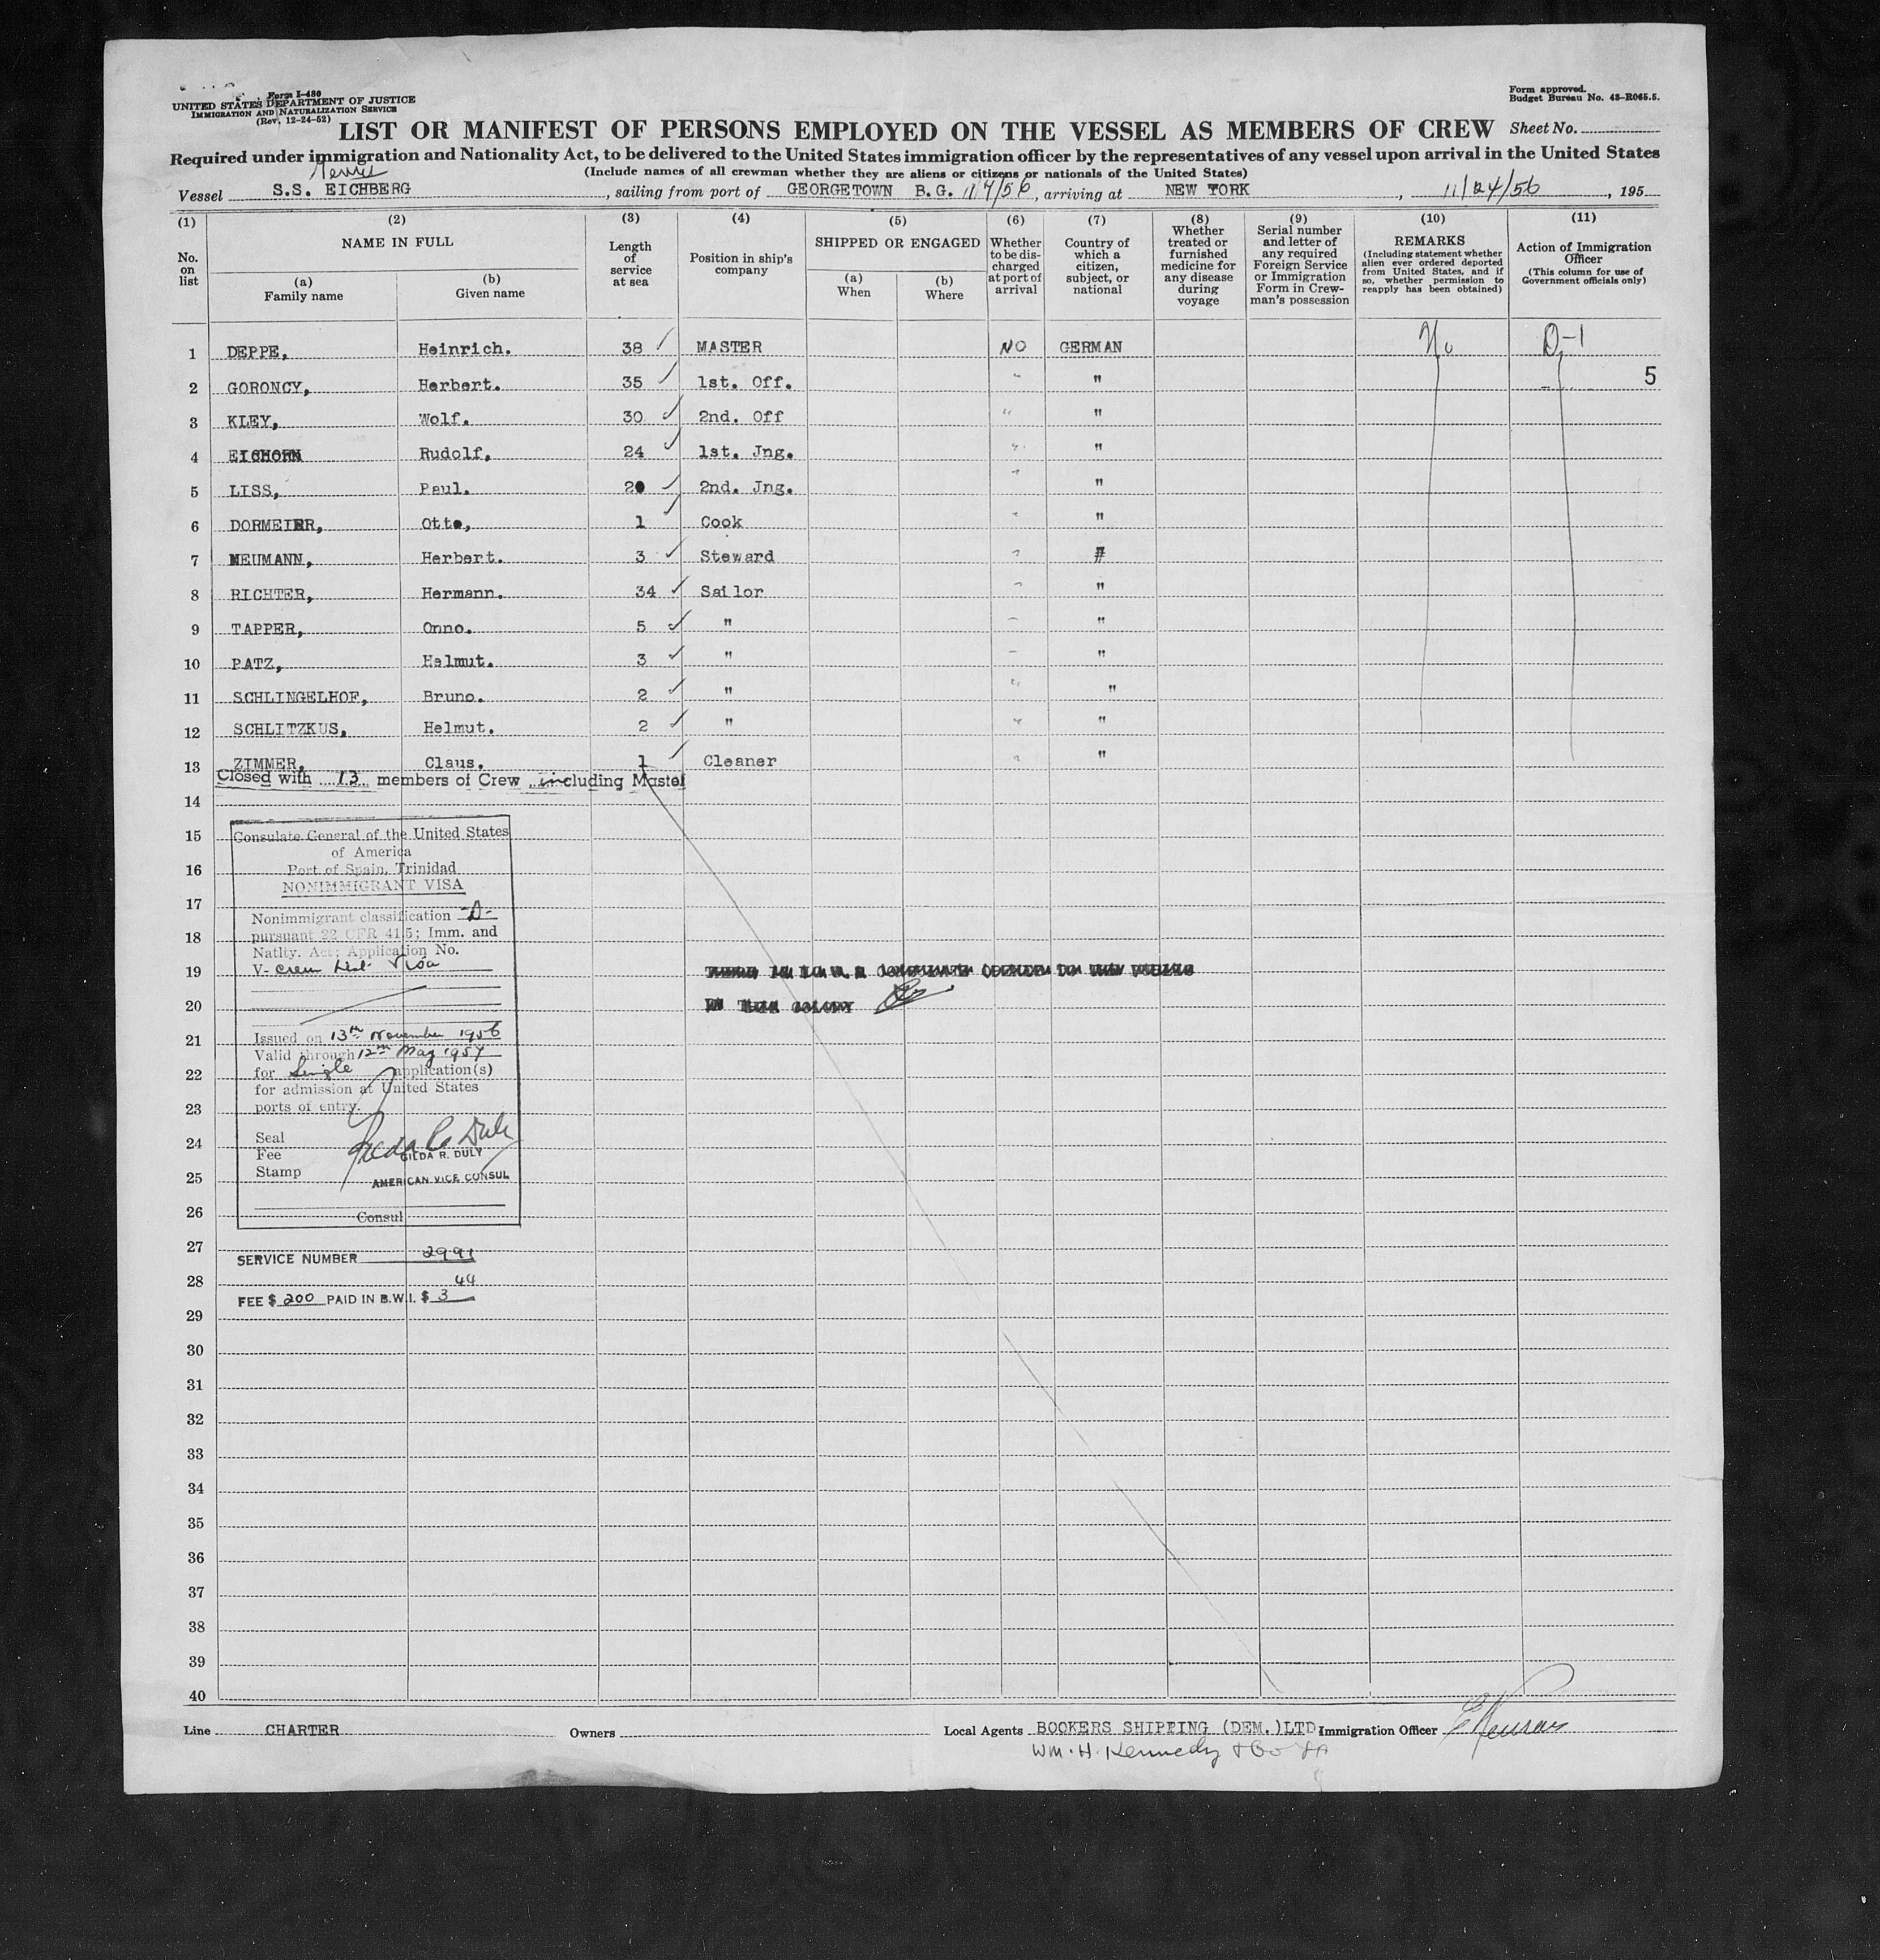 Form I-480
UNITED STATES DEPARTMENT OF JUSTICE
IMMIGRATION AND NATURALIZATION SERVICE
(Rev. 12-24-52)
Form approved.
Budget Bureau No. 43-R065.5.
LIST OR MANIFEST OF PERSONS EMPLOYED ON THE VESSEL AS MEMBERS OF CREW Sheet No.
Required under immigration and Nationality Act, to be delivered to the United States immigration officer by the representatives of any vessel upon arrival in the United States
(Include names of all crewman whether they are aliens or citizens or nationals of the United States)
Vessel S.S. EICHBERG, sailing from port of GEORGETOWN B.G. 11/7/56, arriving at NEW YORK, 11/24/56, 195
(1) No. on list
(2) NAME IN FULL
(a) Family name (b) Given name
(3) Length of service at sea
(4) Position in ship's company
(5) SHIPPED OR ENGAGED
(a) When (b) Where
(6) Whether to be discharged at port of arrival
(7) Country of which a citizen, subject, or national
(8) Whether treated or furnished medicine for any disease during voyage
(9) Serial number and letter of any required Foreign Service or Immigration Form in Crewman's possession
(10) REMARKS (Including statement whether alien ever ordered deported from United States, and if so, whether permission to reapply has been obtained)
(11) Action of Immigration Officer (This column for use of Government officials only)
1 DEPPE, Heinrich. 38 ✓ MASTER NO GERMAN No D-1
2 GORONCY, Herbert. 35 ✓ 1st. Off. " " 5
3 KLEY, Wolf. 30 ✓ 2nd. Off " "
4 EICHORN Rudolf. 24 ✓ 1st. Jng. " "
5 LISS, Paul. 20 ✓ 2nd. Jng. " "
6 DORMEIER, Otto, 1 ✓ Cook " "
7 NEUMANN, Herbert. 3 ✓ Steward " "
8 RICHTER, Hermann. 34 ✓ Sailor " "
9 TAPPER, Onno. 5 ✓ " " "
10 PATZ, Helmut. 3 ✓ " " "
11 SCHLINGELHOF, Bruno. 2 ✓ " " "
12 SCHLITZKUS, Helmut. 2 ✓ " " "
13 ZIMMER, Claus. 1 ✓ Cleaner " "
Closed with 13 members of Crew including Master
14
15
16
17
18
19
20
21
22
23
24
25
26
27
28
29
30
31
32
33
34
35
36
37
38
39
40
Consulate General of the United States
of America
Port of Spain, Trinidad
NONIMMIGRANT VISA
Nonimmigrant classification -D-
pursuant 22 CFR 41.5; Imm. and
Natlty. Act; Application No.
V- Crew List Visa
Issued on 13th November 1956
Valid through 12th May 1957
for Single application(s)
for admission at United States
ports of entry.
Seal
Fee
Stamp
GILDA R. DULY
AMERICAN VICE CONSUL
Consul
SERVICE NUMBER 2991
44
FEE $ 200 PAID IN B.W.I. $ 3
Line CHARTER Owners Local Agents BOOKERS SHIPPING (DEM.)LTD Immigration Officer
Wm. H. Kennedy & Co